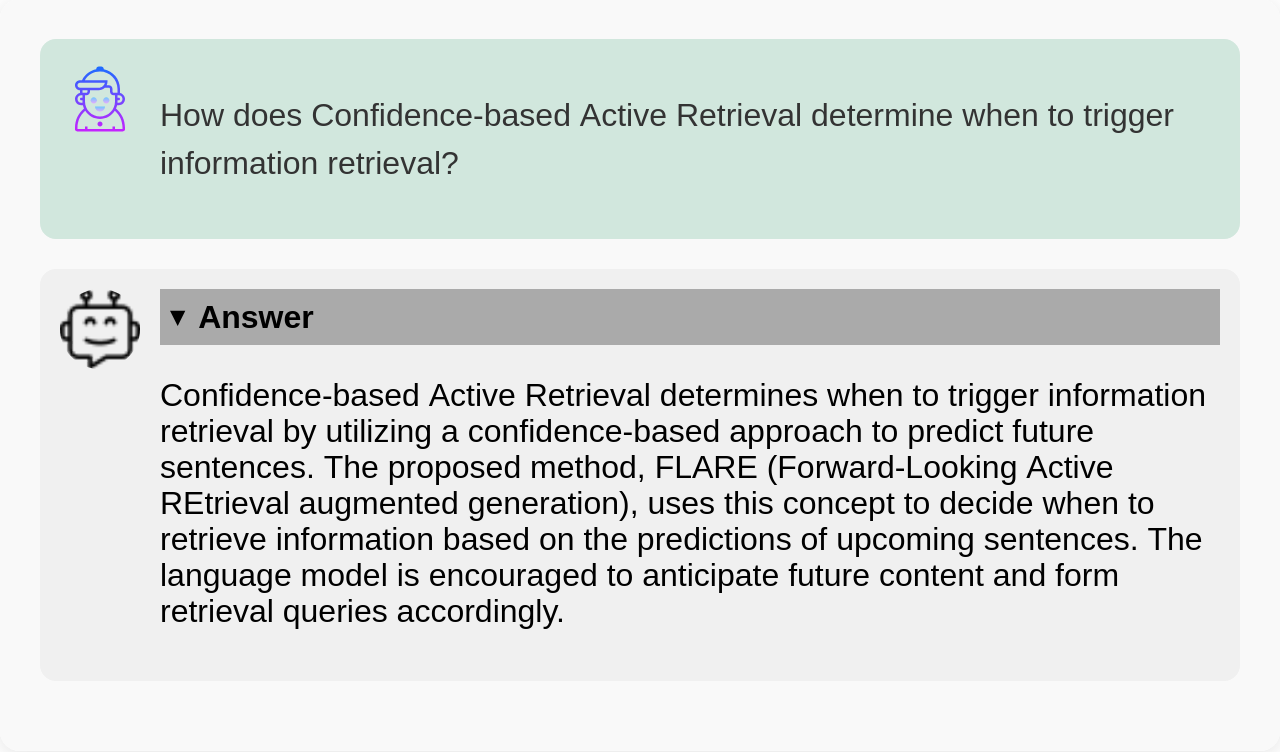 How does Confidence-based Active Retrieval determine when to trigger
information retrieval?
▼ Answer
Confidence-based Active Retrieval determines when to trigger information
retrieval by utilizing a confidence-based approach to predict future
sentences. The proposed method, FLARE (Forward-Looking Active
REtrieval augmented generation), uses this concept to decide when to
retrieve information based on the predictions of upcoming sentences. The
language model is encouraged to anticipate future content and form
retrieval queries accordingly.